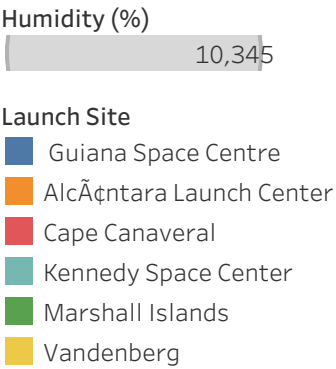 Humidity (%)
10,345
Launch Site
Guiana Space Centre
AlcÃ¢ntara Launch Center
Cape Canaveral
Kennedy Space Center
Marshall Islands
Vandenberg